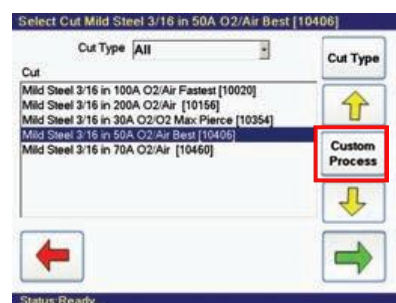 Select Cut Mild Steel 3/16 in 50A O2/Air Best [10406]
Cut Type All
Cut Type
Cut
Mild Steel 3/16 in 100A O2/Air Fastest [10020]
Mild Steel 3/16 in 200A O2/Air [10156]
Mild Steel 3/16 in 30A O2/O2 Max Pierce [10354]
Mild Steel 3/16 in 50A O2/Air Best [10406]
Mild Steel 3/16 in 70A O2/Air [10460]
Custom
Process
Status:Ready